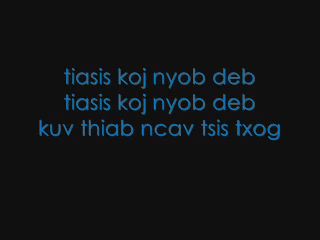 tiasis koj nyob deb
tiasis koj nyob deb
kuv thiab ncav tsis txog